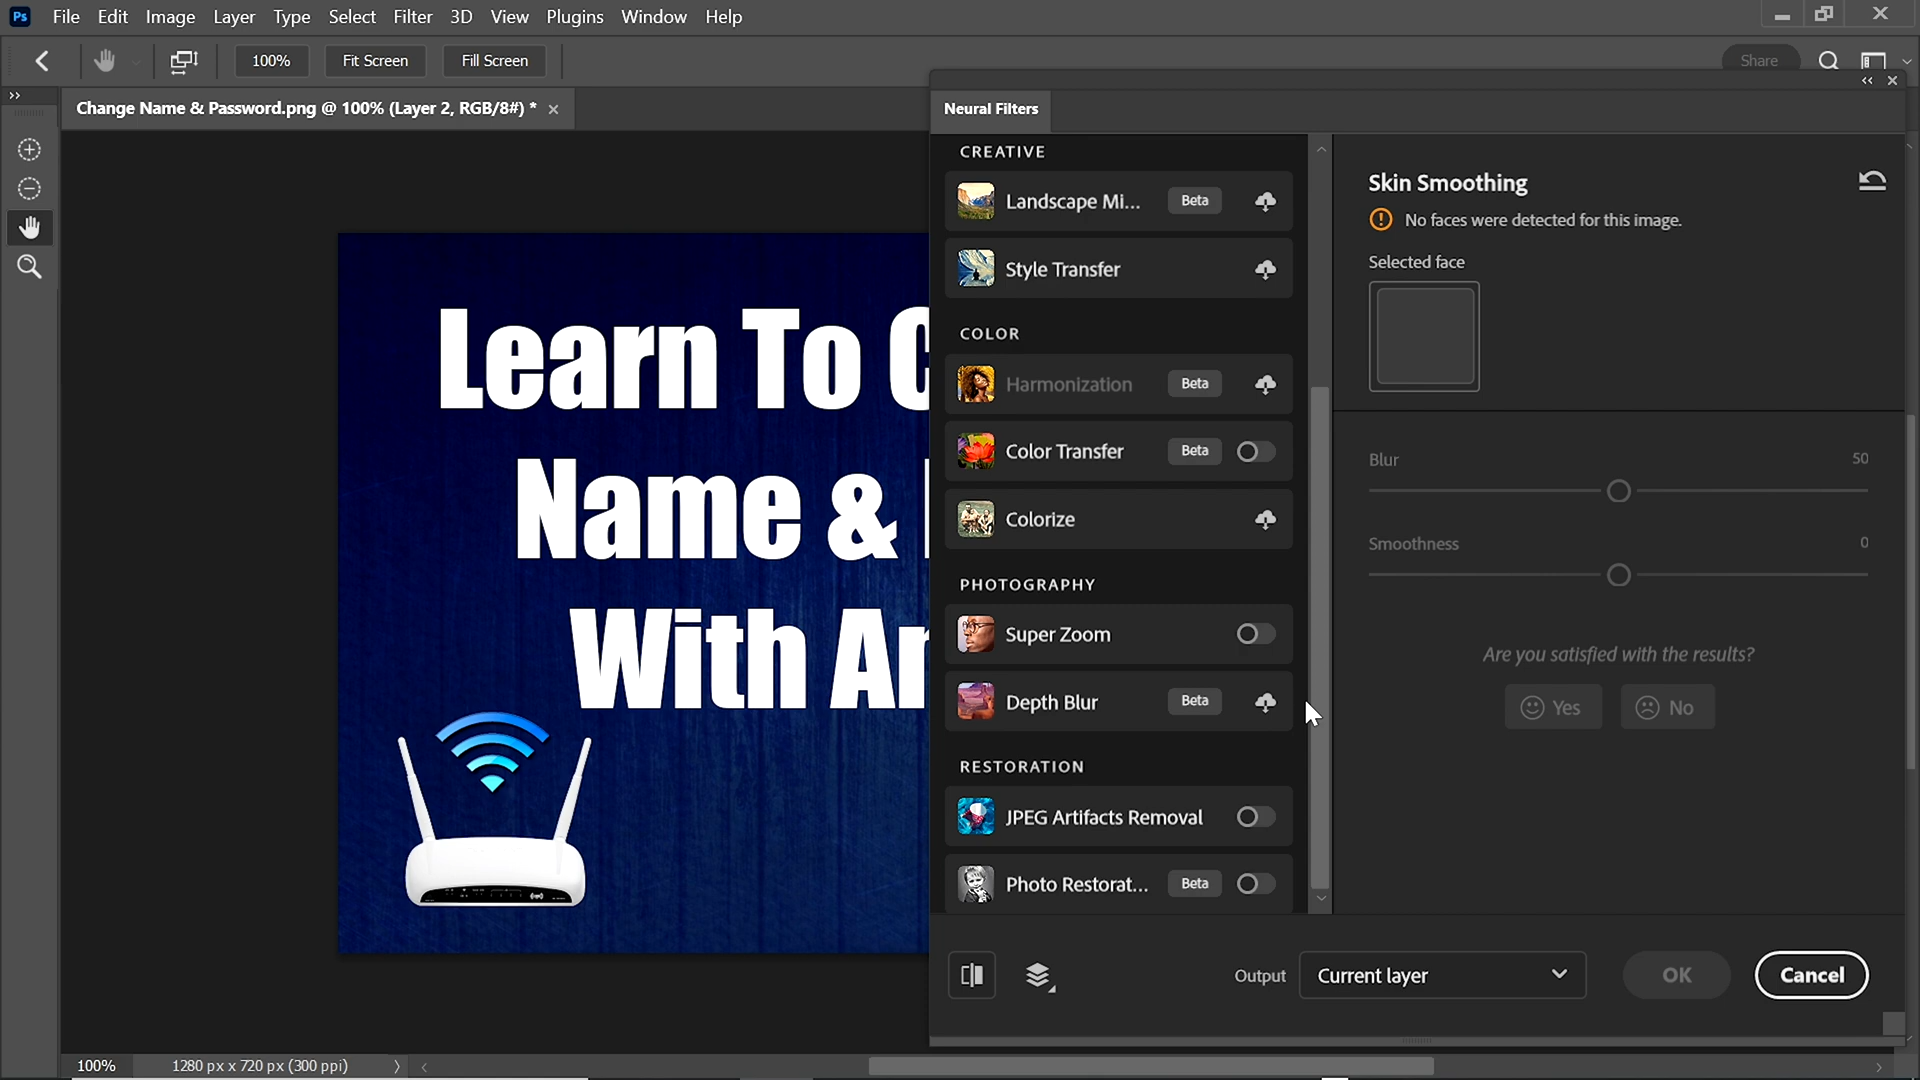 Ps File Edit Image Layer Type Select Filter 3D View Plugins Window Help
100% Fit Screen Fill Screen Share
Change Name & Password.png @ 100% (Layer 2, RGB/8#) *
Neural Filters
Learn To C
Name &
With Ar
CREATIVE
Landscape Mi... Beta
Style Transfer
COLOR
Harmonization Beta
Color Transfer Beta
Colorize
PHOTOGRAPHY
Super Zoom
Depth Blur Beta
RESTORATION
JPEG Artifacts Removal
Photo Restorat... Beta
Skin Smoothing
No faces were detected for this image.
Selected face
Blur 50
Smoothness 0
Are you satisfied with the results?
Yes No
Output Current layer OK Cancel
100% 1280 px x 720 px (300 ppi)